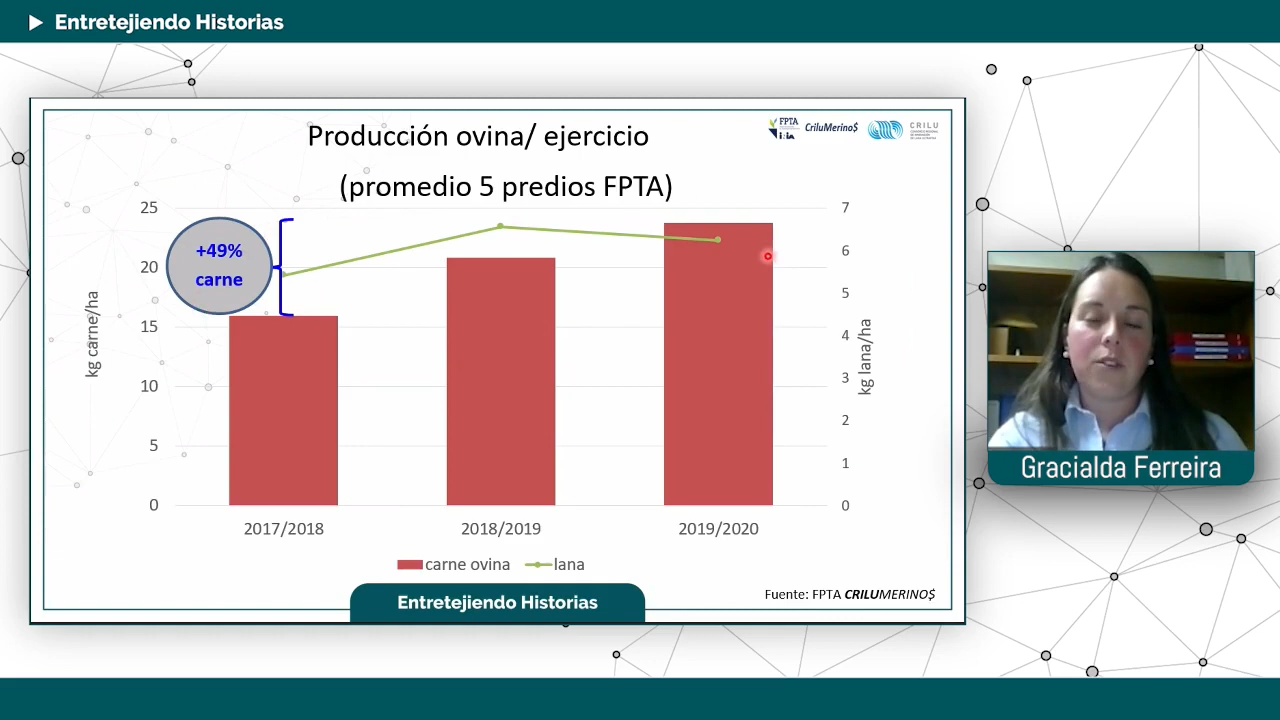 Entretejiendo Historias
Producción ovina/ ejercicio
(promedio 5 predios FPTA)
FPTA
CriluMerino$
CRILU
+49%
carne
kg carne/ha
25
20
15
10
5
0
kg lana/ha
7
6
5
4
3
2
1
0
2017/2018
2018/2019
2019/2020
carne ovina
lana
Fuente: FPTA CRILUMERINO$
Entretejiendo Historias
Gracialda Ferreira